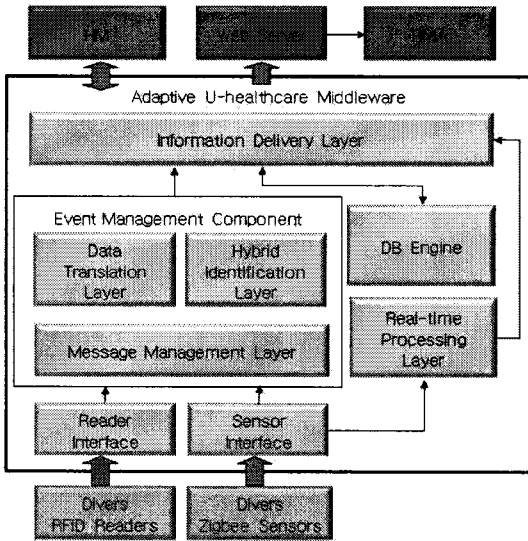 Web Server
Adaptive U-healthcare Middleware
Information Delivery Layer
Event Management Component
Data
Translation
Layer
Hybrid
Identification
Layer
DB Engine
Message Management Layer
Real-time
Processing
Layer
Reader
Interface
Sensor
Interface
Divers
RFID Readers
Divers
Zigbee Sensors